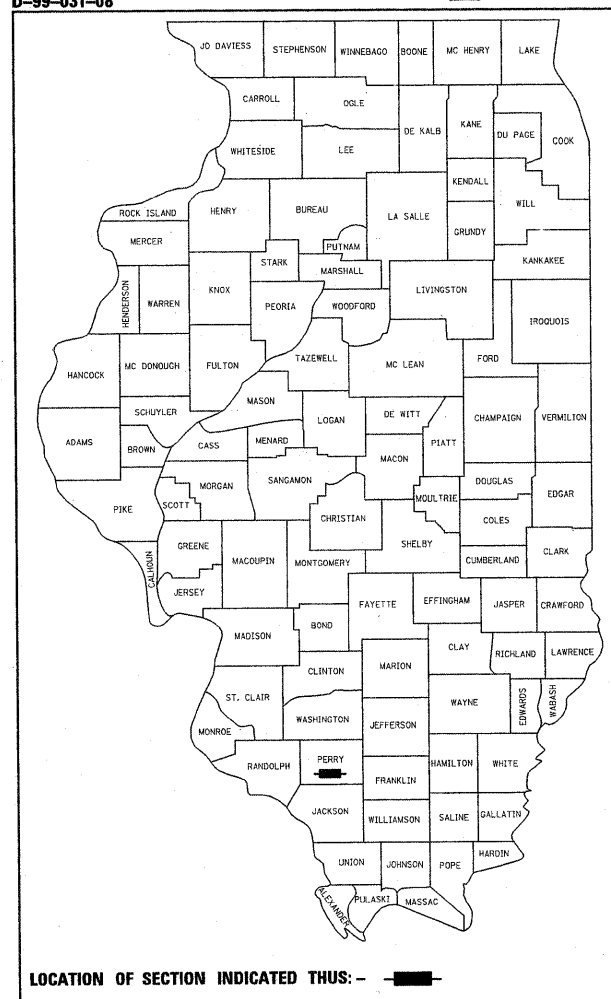 D-99-031-08
JO DAVIESS STEPHENSON WINNEBAGO BOONE MC HENRY LAKE
CARROLL OGLE DE KALB KANE DU PAGE COOK
WHITESIDE LEE
KENDALL
ROCK ISLAND HENRY BUREAU LA SALLE GRUNDY WILL
MERCER PUTNAM
STARK MARSHALL KANKAKEE
HENDERSON WARREN KNOX PEORIA WOODFORD LIVINGSTON IROQUOIS
HANCOCK MC DONOUGH FULTON TAZEWELL MC LEAN FORD
MASON
SCHUYLER LOGAN DE WITT CHAMPAIGN VERMILION
ADAMS BROWN CASS MENARD MACON PIATT
MORGAN SANGAMON DOUGLAS
PIKE SCOTT CHRISTIAN MOULTRIE COLES EDGAR
GREENE MACOUPIN MONTGOMERY SHELBY CUMBERLAND CLARK
CALHOUN JERSEY
FAYETTE EFFINGHAM JASPER CRAWFORD
MADISON BOND
CLAY RICHLAND LAWRENCE
CLINTON MARION
ST. CLAIR WAYNE EDWARDS WABASH
WASHINGTON JEFFERSON
MONROE
RANDOLPH PERRY HAMILTON WHITE
FRANKLIN
JACKSON WILLIAMSON SALINE GALLATIN
UNION JOHNSON POPE HARDIN
ALEXANDER PULASKI MASSAC
LOCATION OF SECTION INDICATED THUS: -